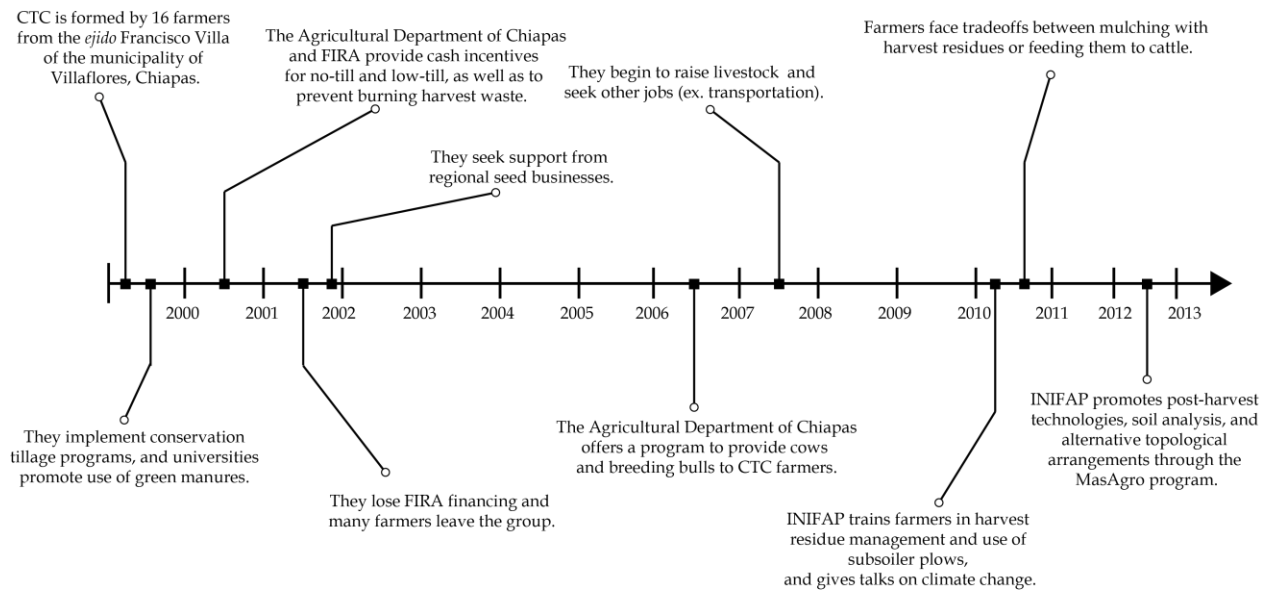 CTC is formed by 16 farmers
from the ejido Francisco Villa
of the municipality of
Villaflores, Chiapas.
The Agricultural Department of Chiapas
and FIRA provide cash incentives
for no-till and low-till, as well as to
prevent burning harvest waste.
They seek support from
regional seed businesses.
They begin to raise livestock and
seek other jobs (ex. transportation).
Farmers face tradeoffs between mulching with
harvest residues or feeding them to cattle.
2000 2001 2002 2003 2004 2005 2006 2007 2008 2009 2010 2011 2012 2013
They implement conservation
tillage programs, and universities
promote use of green manures.
They lose FIRA financing and
many farmers leave the group.
The Agricultural Department of Chiapas
offers a program to provide cows
and breeding bulls to CTC farmers.
INIFAP trains farmers in harvest
residue management and use of
subsoiler plows,
and gives talks on climate change.
INIFAP promotes post-harvest
technologies, soil analysis, and
alternative topological
arrangements through the
MasAgro program.